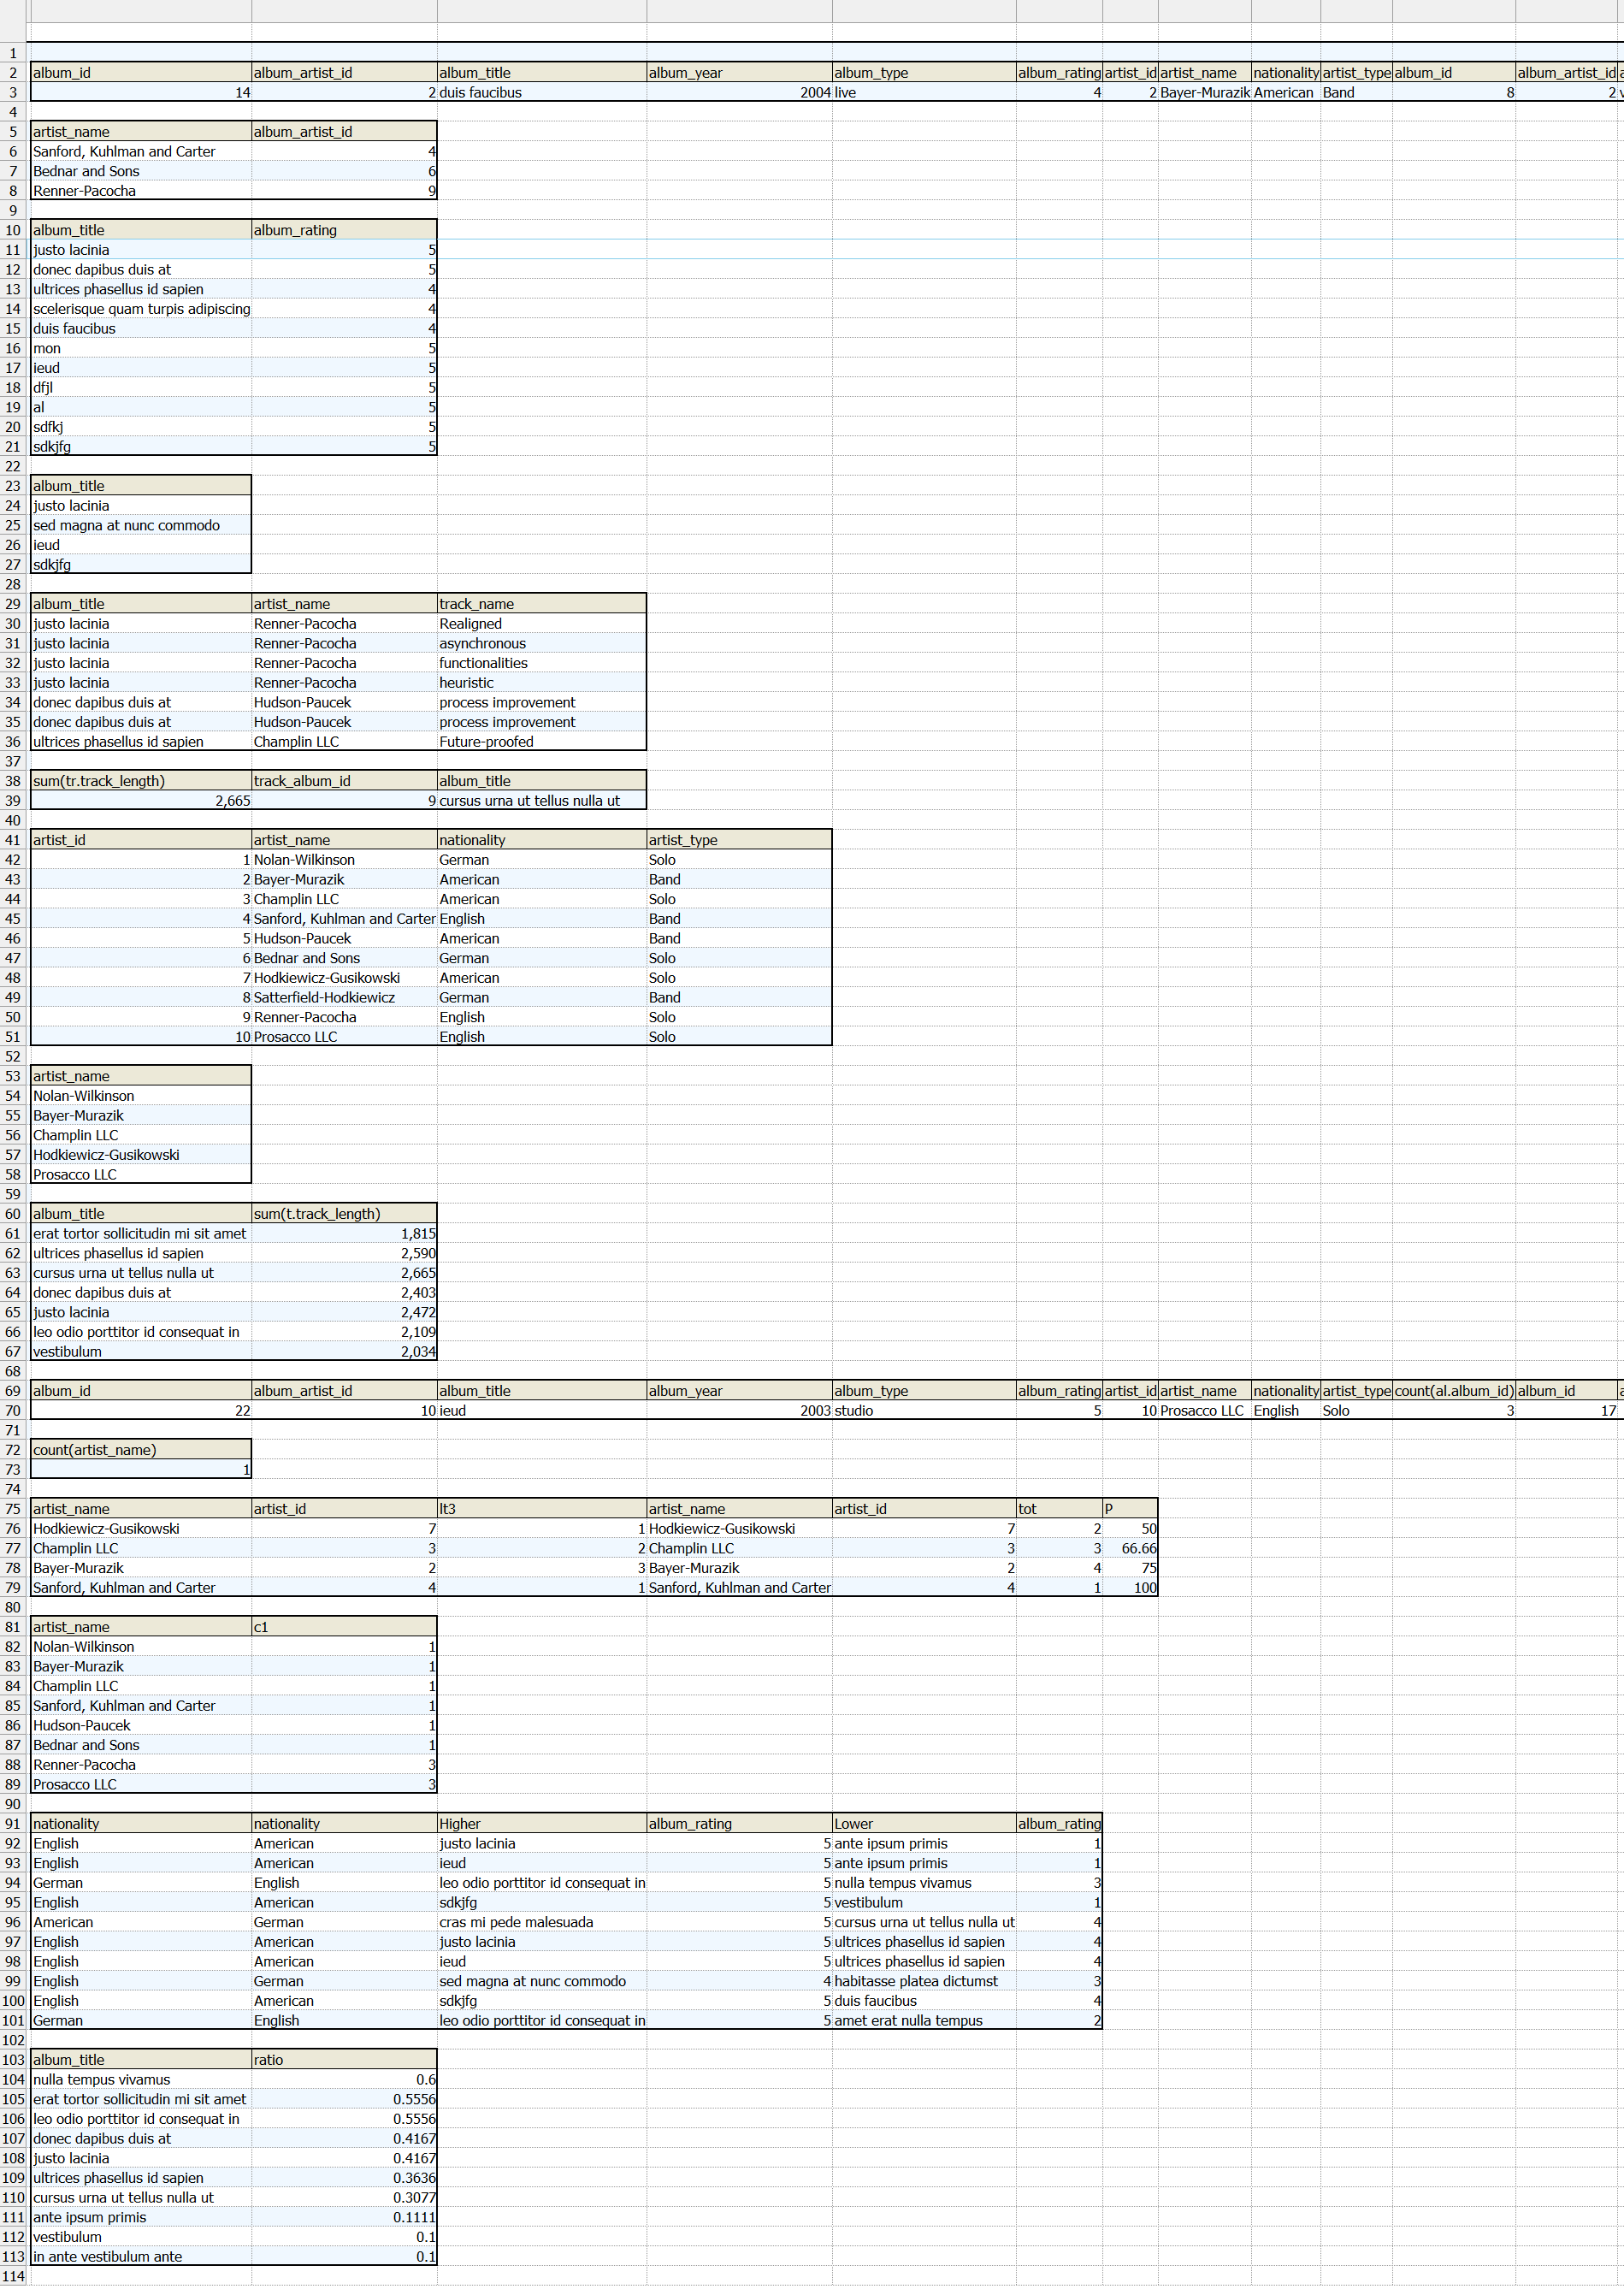 1
2 album_id album_artist_id album_title album_year album_type album_rating artist_id artist_name nationality artist_type album_id album_artist_id
3 14 2 duis faucibus 2004 live 4 2 Bayer-Murazik American Band 8 2
4
5 artist_name album_artist_id
6 Sanford, Kuhlman and Carter 4
7 Bednar and Sons 6
8 Renner-Pacocha 9
9
10 album_title album_rating
11 justo lacinia 5
12 donec dapibus duis at 5
13 ultrices phasellus id sapien 4
14 scelerisque quam turpis adipiscing 4
15 duis faucibus 4
16 mon 5
17 ieud 5
18 dfjl 5
19 al 5
20 sdfkj 5
21 sdkjfg 5
22
23 album_title
24 justo lacinia
25 sed magna at nunc commodo
26 ieud
27 sdkjfg
28
29 album_title artist_name track_name
30 justo lacinia Renner-Pacocha Realigned
31 justo lacinia Renner-Pacocha asynchronous
32 justo lacinia Renner-Pacocha functionalities
33 justo lacinia Renner-Pacocha heuristic
34 donec dapibus duis at Hudson-Paucek process improvement
35 donec dapibus duis at Hudson-Paucek process improvement
36 ultrices phasellus id sapien Champlin LLC Future-proofed
37
38 sum(tr.track_length) track_album_id album_title
39 2,665 9 cursus urna ut tellus nulla ut
40
41 artist_id artist_name nationality artist_type
42 1 Nolan-Wilkinson German Solo
43 2 Bayer-Murazik American Band
44 3 Champlin LLC American Solo
45 4 Sanford, Kuhlman and Carter English Band
46 5 Hudson-Paucek American Band
47 6 Bednar and Sons German Solo
48 7 Hodkiewicz-Gusikowski American Solo
49 8 Satterfield-Hodkiewicz German Band
50 9 Renner-Pacocha English Solo
51 10 Prosacco LLC English Solo
52
53 artist_name
54 Nolan-Wilkinson
55 Bayer-Murazik
56 Champlin LLC
57 Hodkiewicz-Gusikowski
58 Prosacco LLC
59
60 album_title sum(t.track_length)
61 erat tortor sollicitudin mi sit amet 1,815
62 ultrices phasellus id sapien 2,590
63 cursus urna ut tellus nulla ut 2,665
64 donec dapibus duis at 2,403
65 justo lacinia 2,472
66 leo odio porttitor id consequat in 2,109
67 vestibulum 2,034
68
69 album_id album_artist_id album_title album_year album_type album_rating artist_id artist_name nationality artist_type count(al.album_id) album_id
70 22 10 ieud 2003 studio 5 10 Prosacco LLC English Solo 3 17
71
72 count(artist_name)
73 1
74
75 artist_name artist_id lt3 artist_name artist_id tot P
76 Hodkiewicz-Gusikowski 7 1 Hodkiewicz-Gusikowski 7 2 50
77 Champlin LLC 3 2 Champlin LLC 3 3 66.66
78 Bayer-Murazik 2 3 Bayer-Murazik 2 4 75
79 Sanford, Kuhlman and Carter 4 1 Sanford, Kuhlman and Carter 4 1 100
80
81 artist_name c1
82 Nolan-Wilkinson 1
83 Bayer-Murazik 1
84 Champlin LLC 1
85 Sanford, Kuhlman and Carter 1
86 Hudson-Paucek 1
87 Bednar and Sons 1
88 Renner-Pacocha 3
89 Prosacco LLC 3
90
91 nationality nationality Higher album_rating Lower album_rating
92 English American justo lacinia 5 ante ipsum primis 1
93 English American ieud 5 ante ipsum primis 1
94 German English leo odio porttitor id consequat in 5 nulla tempus vivamus 3
95 English American sdkjfg 5 vestibulum 1
96 American German cras mi pede malesuada 5 cursus urna ut tellus nulla ut 4
97 English American justo lacinia 5 ultrices phasellus id sapien 4
98 English American ieud 5 ultrices phasellus id sapien 4
99 English German sed magna at nunc commodo 4 habitasse platea dictumst 3
100 English American sdkjfg 5 duis faucibus 4
101 German English leo odio porttitor id consequat in 5 amet erat nulla tempus 2
102
103 album_title ratio
104 nulla tempus vivamus 0.6
105 erat tortor sollicitudin mi sit amet 0.5556
106 leo odio porttitor id consequat in 0.5556
107 donec dapibus duis at 0.4167
108 justo lacinia 0.4167
109 ultrices phasellus id sapien 0.3636
110 cursus urna ut tellus nulla ut 0.3077
111 ante ipsum primis 0.1111
112 vestibulum 0.1
113 in ante vestibulum ante 0.1
114